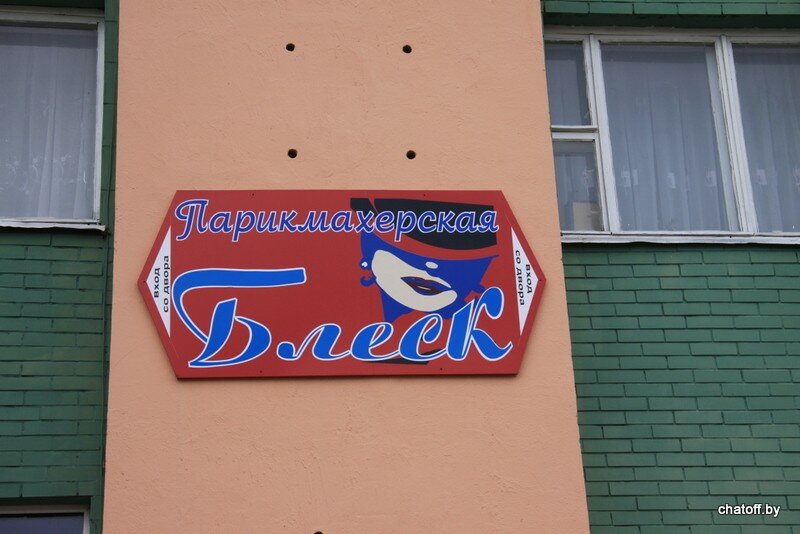 Парикмахерская
Блеск
вход
со двора
вход
со двора
chatoff.by